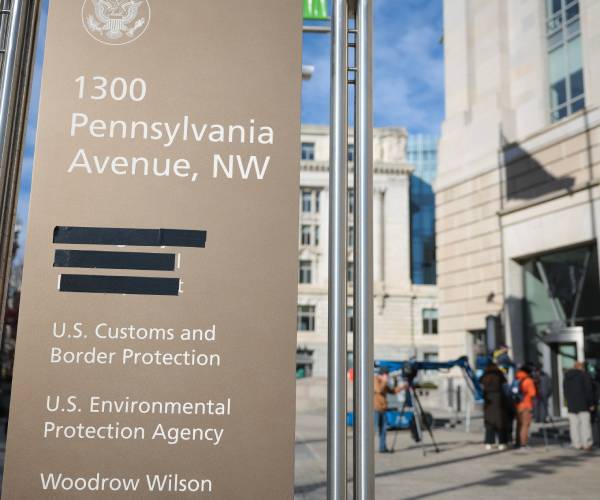 1300
Pennsylvania
Avenue, NW
U.S. Customs and
Border Protection
U.S. Environmental
Protection Agency
Woodrow Wilson